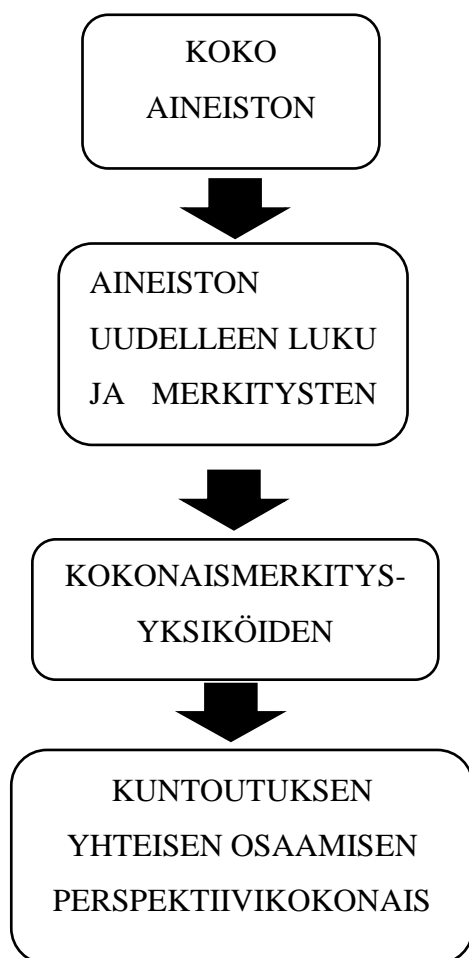 KOKO
AINEISTON
AINEISTON
UUDELLEEN LUKU
JA MERKITYSTEN
KOKONAISMERKITYS-
YKSIKÖIDEN
KUNTOUTUKSEN
YHTEISEN OSAAMISEN
PERSPEKTIIVIKOKONAIS